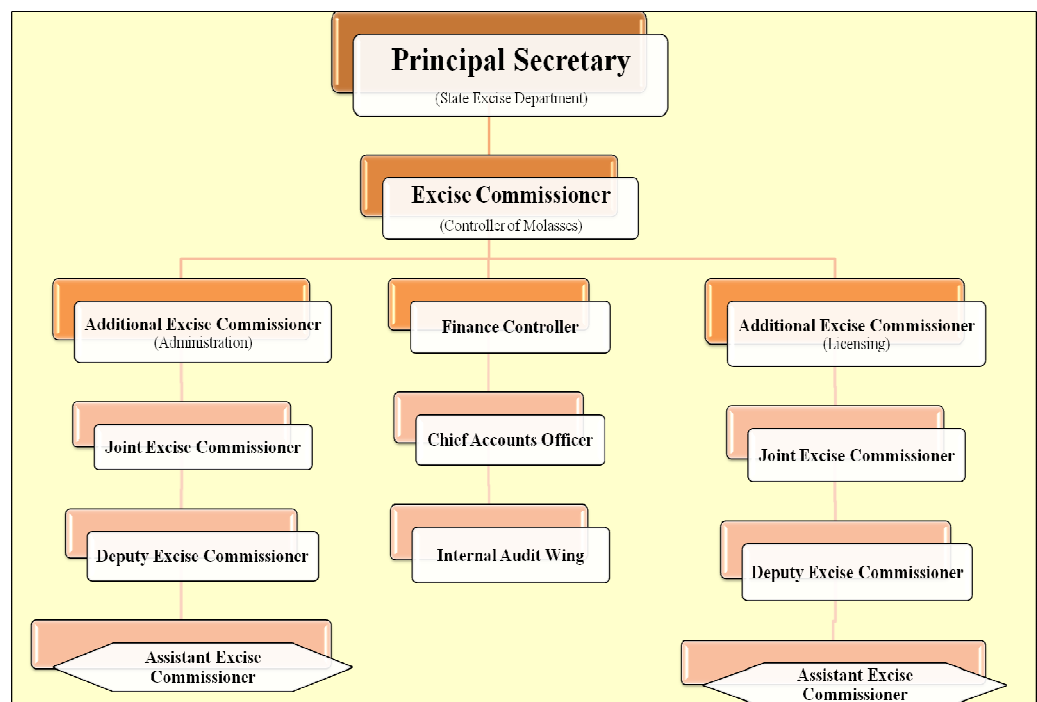 Principal Secretary
(State Excise Department)
Excise Commissioner
(Controller of Molasses)
Additional Excise Commissioner
(Administration)
Finance Controller
Additional Excise Commissioner
(Licensing)
Joint Excise Commissioner
Chief Accounts Officer
Joint Excise Commissioner
Deputy Excise Commissioner
Internal Audit Wing
Deputy Excise Commissioner
Assistant Excise
Commissioner
Assistant Excise
Commissioner